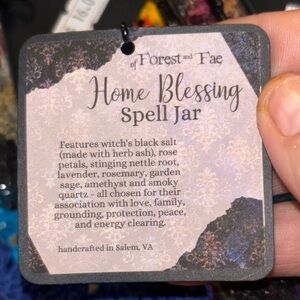 of Forest and Fae
Home Blessing
Spell Jar
Features witch's black salt
(made with herb ash), rose
petals, stinging nettle root,
lavender, rosemary, garden
sage, amethyst and smoky
quartz - all chosen for their
association with love, family,
grounding, protection, peace,
and energy clearing.
handcrafted in Salem, VA